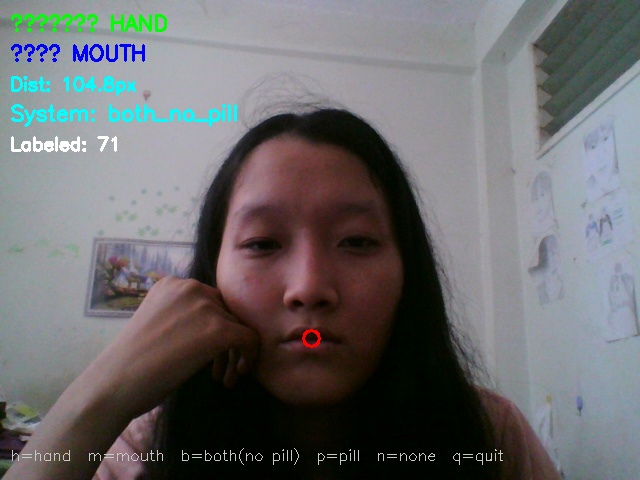 ??????? HAND
???? MOUTH
Dist: 104.8px
System: both_no_pill
Labeled: 71
h=hand m=mouth b=both(no pill) p=pill n=none q=quit